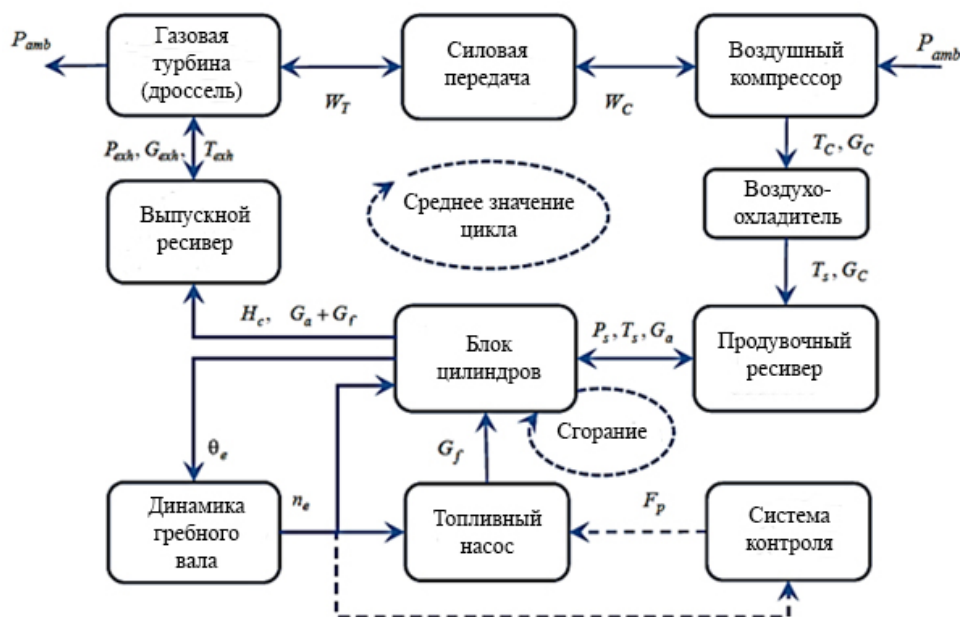 P_amb
Газовая
турбина
(дроссель)
Силовая
передача
Воздушный
компрессор
P_amb
W_T
W_C
P_exh, G_exh, T_exh
T_C, G_C
Выпускной
ресивер
Среднее значение
цикла
Воздухо-
охладитель
T_s, G_C
H_c, G_a + G_f
Блок
цилиндров
P_s, T_s, G_a
Продувочный
ресивер
Сгорание
θ_e
G_f
Динамика
гребного
вала
n_e
Топливный
насос
F_p
Система
контроля